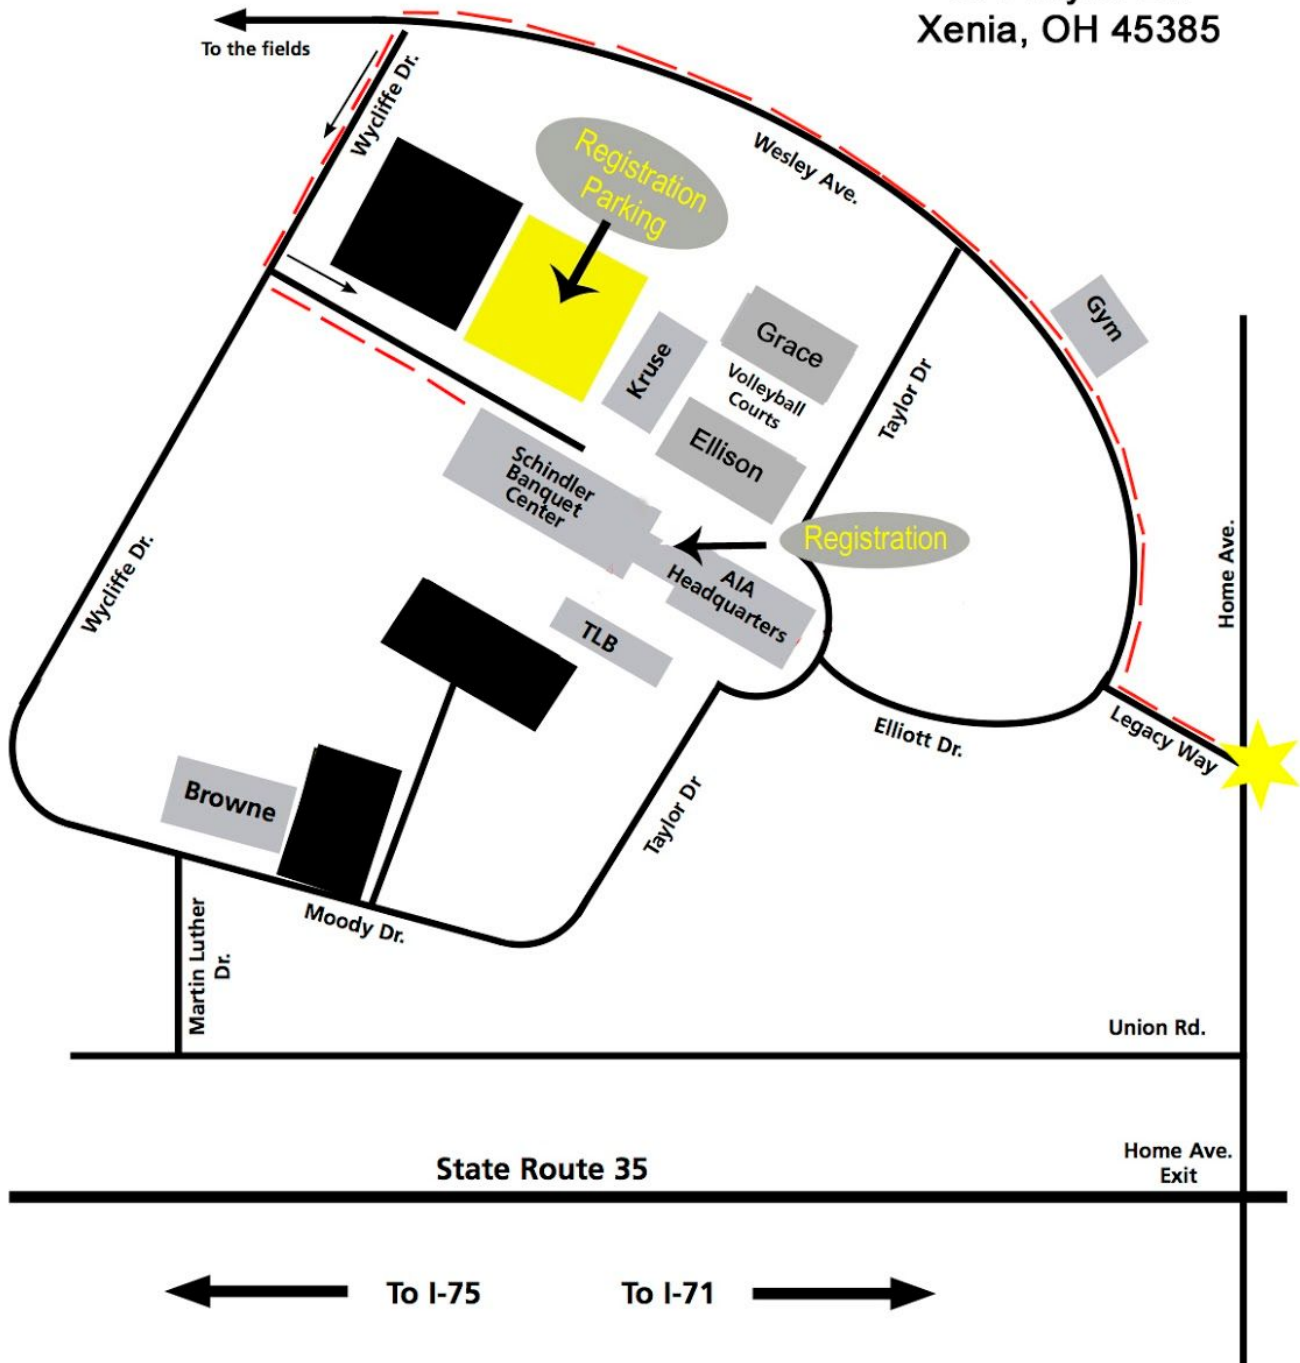 Xenia, OH 45385
To the fields
Wycliffe Dr.
Registration
Parking
Wesley Ave.
Gym
Grace
Kruse
Volleyball
Courts
Taylor Dr
Ellison
Schindler
Banquet
Center
Registration
AIA
Headquarters
Home Ave.
Wycliffe Dr.
TLB
Elliott Dr.
Legacy Way
Browne
Taylor Dr
Moody Dr.
Martin Luther
Dr.
Union Rd.
Home Ave.
Exit
State Route 35
To I-75
To I-71